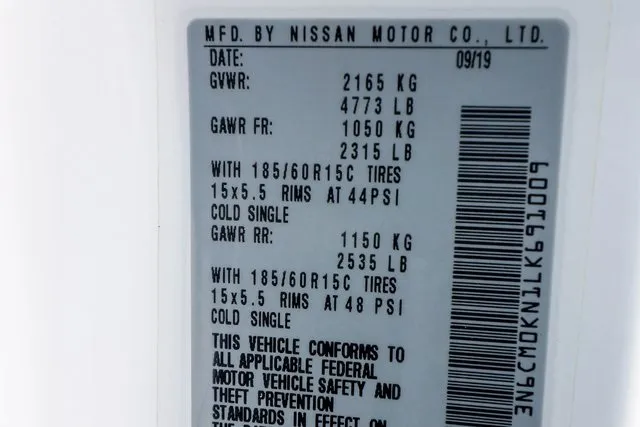 MFD. BY NISSAN MOTOR CO., LTD.
DATE: 09/19
GVWR: 2165 KG
4773 LB
GAWR FR: 1050 KG
2315 LB
WITH 185/60R15C TIRES
15x5.5 RIMS AT 44PSI
COLD SINGLE
GAWR RR: 1150 KG
2535 LB
WITH 185/60R15C TIRES
15x5.5 RIMS AT 48 PSI
COLD SINGLE
THIS VEHICLE CONFORMS TO
ALL APPLICABLE FEDERAL
MOTOR VEHICLE SAFETY AND
THEFT PREVENTION
STANDARDS IN EFFECT ON
3N6CM0KN1LK691009